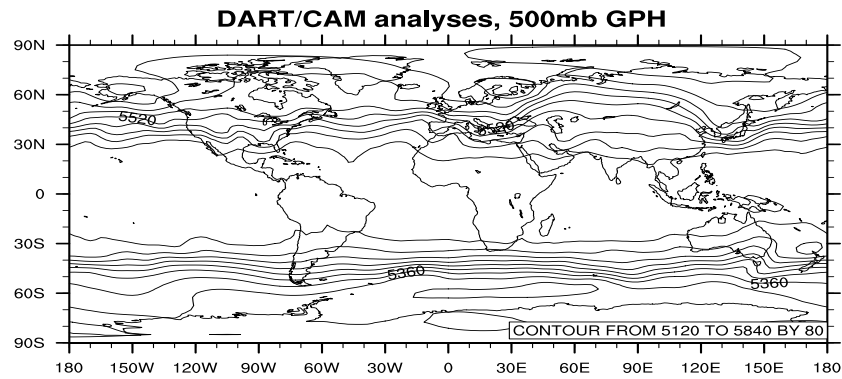 DART/CAM analyses, 500mb GPH
90N
60N
30N
0
30S
60S
90S
5520
5520
5360
5360
CONTOUR FROM 5120 TO 5840 BY 80
180 150W 120W 90W 60W 30W 0 30E 60E 90E 120E 150E 180